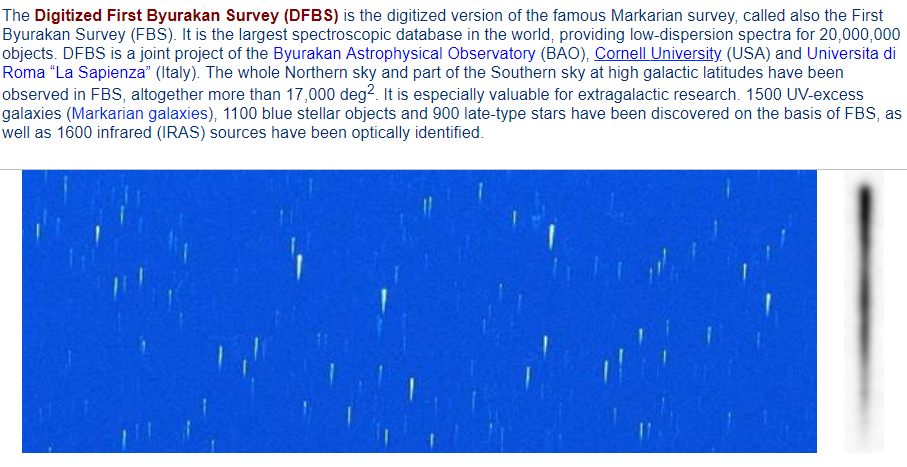 The Digitized First Byurakan Survey (DFBS) is the digitized version of the famous Markarian survey, called also the First
Byurakan Survey (FBS). It is the largest spectroscopic database in the world, providing low-dispersion spectra for 20,000,000
objects. DFBS is a joint project of the Byurakan Astrophysical Observatory (BAO), Cornell University (USA) and Universita di
Roma “La Sapienza” (Italy). The whole Northern sky and part of the Southern sky at high galactic latitudes have been
observed in FBS, altogether more than 17,000 deg2. It is especially valuable for extragalactic research. 1500 UV-excess
galaxies (Markarian galaxies), 1100 blue stellar objects and 900 late-type stars have been discovered on the basis of FBS, as
well as 1600 infrared (IRAS) sources have been optically identified.